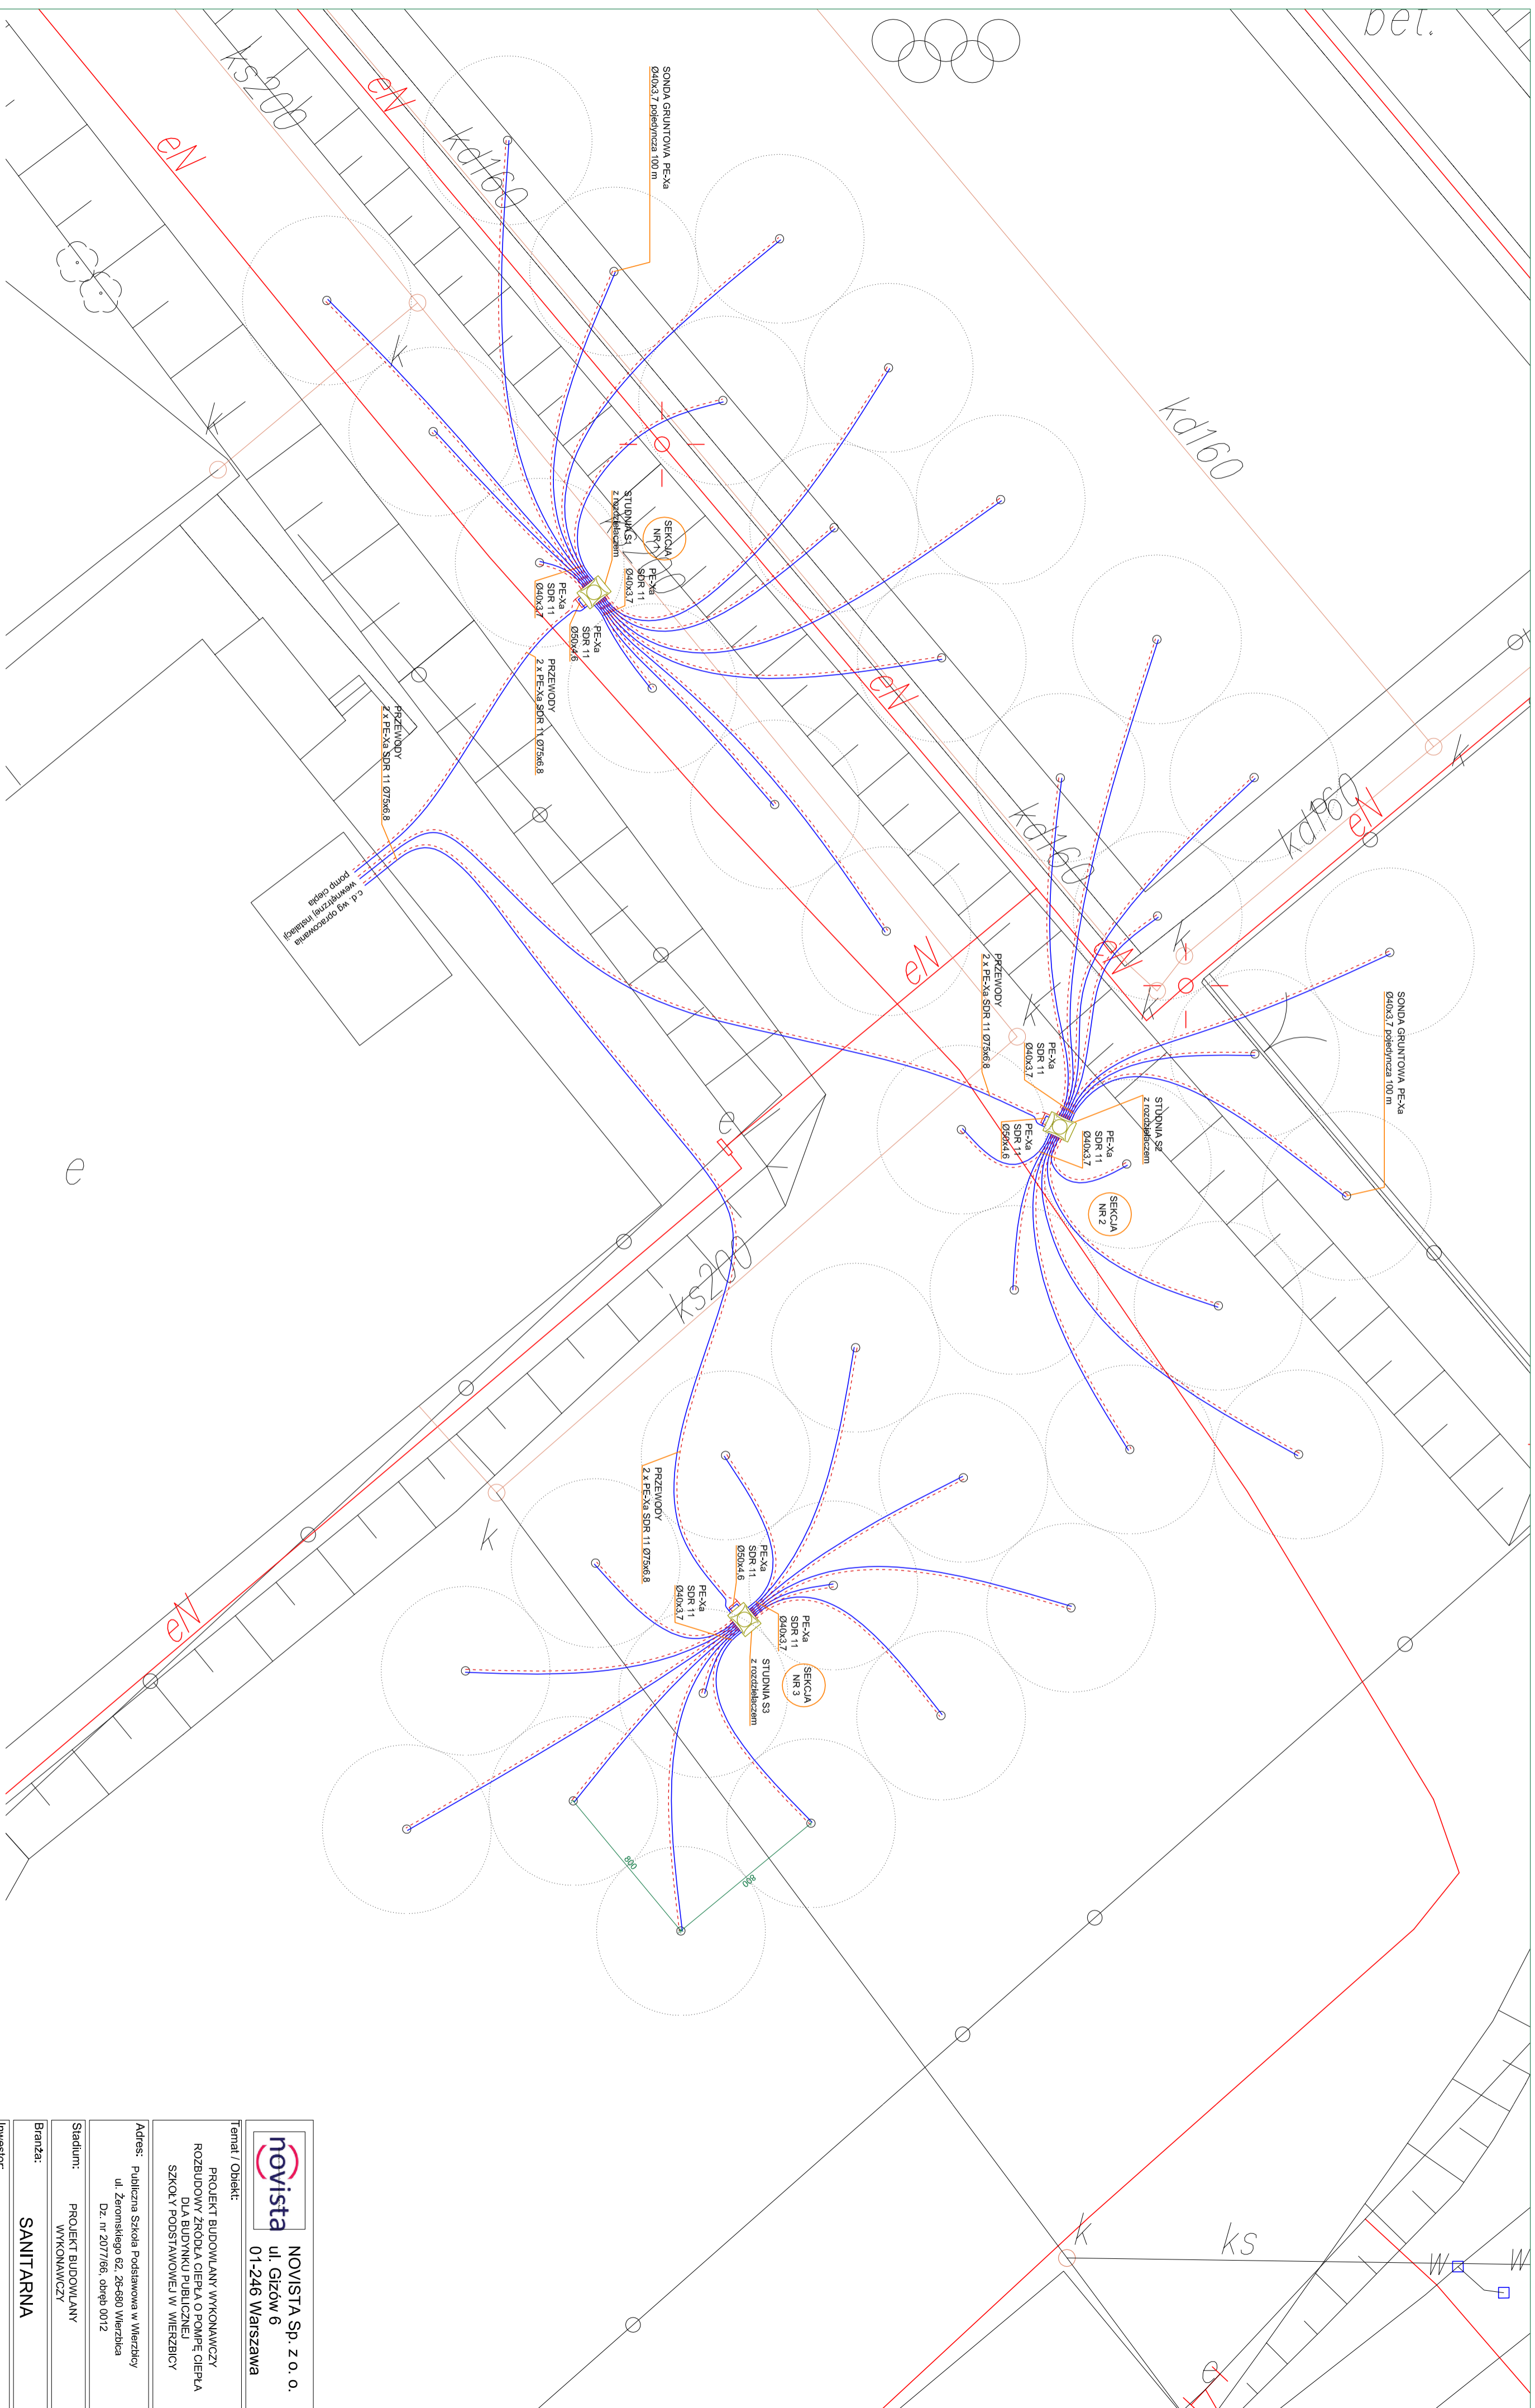 bet.
ks200
eN
kd160
eN
SONDA GRUNTOWA PE-Xa
Ø40x3,7 pojedyncza 100 m
k
k
kd160
SEKCJA
NR 1
STUDNIA S1
z rozdzielaczem
PE-Xa
SDR 11
Ø40x3,7
PE-Xa
SDR 11
Ø40x3,7
PE-Xa
SDR 11
Ø50x4,6
PRZEWODY
2 x PE-Xa SDR 11 Ø75x6,8
PRZEWODY
2 x PE-Xa SDR 11 Ø75x6,8
c.d. wg opracowania
wewnętrznej instalacji
pomp ciepła
eN
eN
kd160
kd160
k
eN
k
eN
k
k
SONDA GRUNTOWA PE-Xa
Ø40x3,7 pojedyncza 100 m
PRZEWODY
2 x PE-Xa SDR 11 Ø75x6,8
PE-Xa
SDR 11
Ø40x3,7
STUDNIA S2
z rozdzielaczem
PE-Xa
SDR 11
Ø40x3,7
PE-Xa
SDR 11
Ø50x4,6
SEKCJA
NR 2
e
e
ks200
k
eN
PRZEWODY
2 x PE-Xa SDR 11 Ø75x6,8
PE-Xa
SDR 11
Ø50x4,6
PE-Xa
SDR 11
Ø40x3,7
PE-Xa
SDR 11
Ø40x3,7
SEKCJA
NR 3
STUDNIA S3
z rozdzielaczem
800
800
k
ks
w
w
e
novista
NOVISTA Sp. z o. o.
ul. Gizów 6
01-246 Warszawa
Temat / Obiekt:
PROJEKT BUDOWLANY WYKONAWCZY
ROZBUDOWY ŹRÓDŁA CIEPŁA O POMPĘ CIEPŁA
DLA BUDYNKU PUBLICZNEJ
SZKOŁY PODSTAWOWEJ W WIERZBICY
Adres: Publiczna Szkoła Podstawowa w Wierzbicy
ul. Żeromskiego 62, 26-680 Wierzbica
Dz. nr 2077/66, obręb 0012
Stadium: PROJEKT BUDOWLANY
WYKONAWCZY
Branża: SANITARNA
Inwestor: